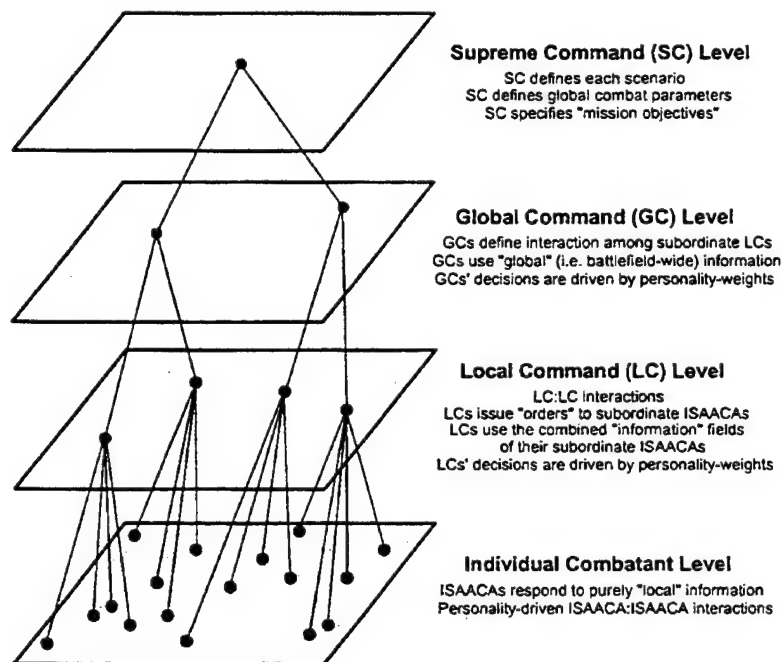 Supreme Command (SC) Level
SC defines each scenario
SC defines global combat parameters
SC specifies "mission objectives"
Global Command (GC) Level
GCs define interaction among subordinate LCs
GCs use "global" (i.e. battlefield-wide) information
GCs' decisions are driven by personality-weights
Local Command (LC) Level
LC:LC Interactions
LCs issue "orders" to subordinate ISAACAs
LCs use the combined "information" fields
of their subordinate ISAACAs
LCs' decisions are driven by personality-weights
Individual Combatant Level
ISAACAs respond to purely "local" information
Personality-driven ISAACA:ISAACA interactions